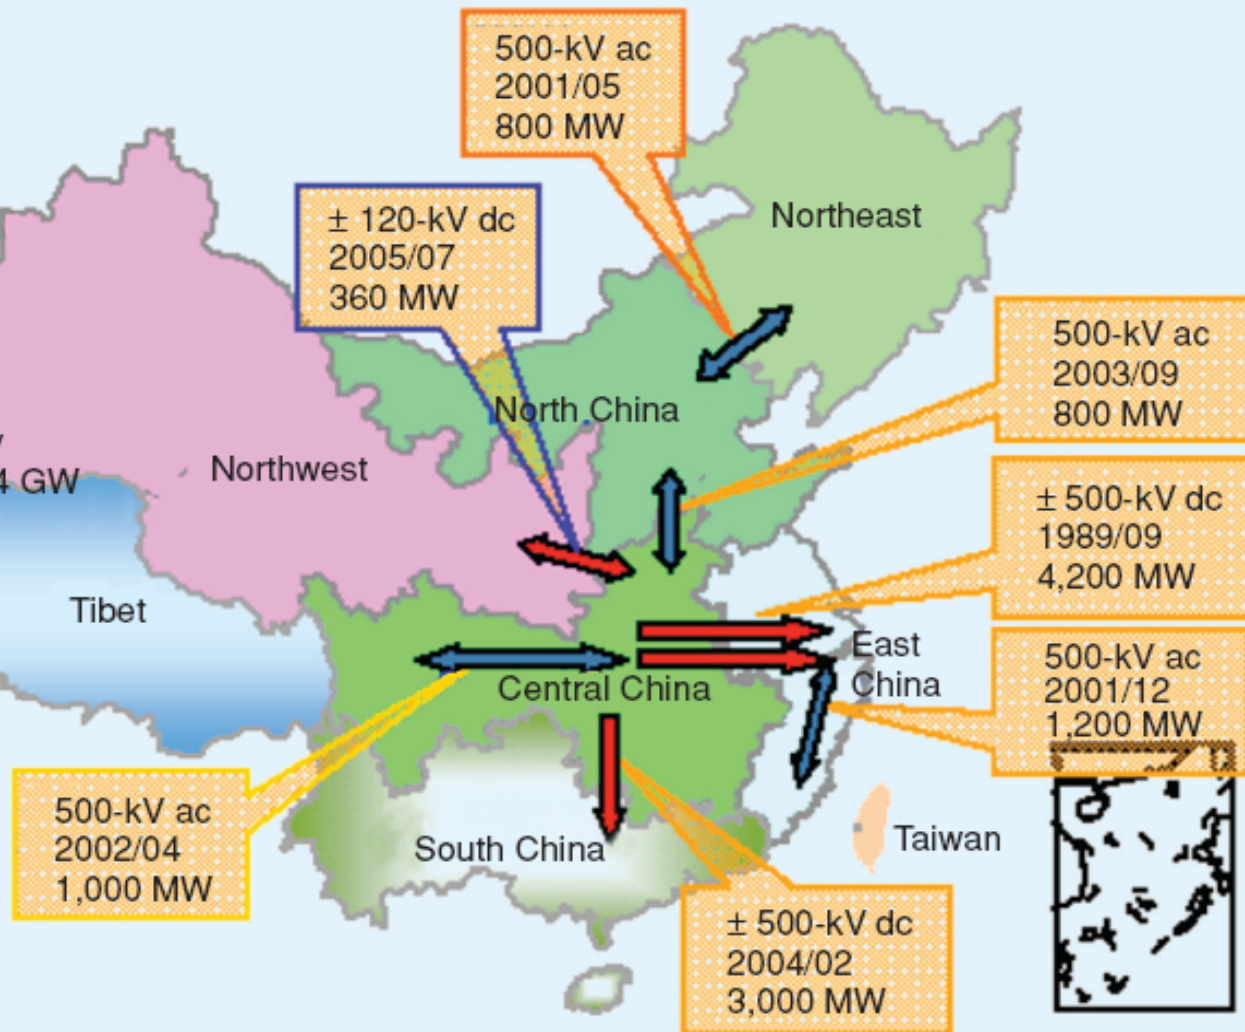 500-kV ac
2001/05
800 MW
± 120-kV dc
2005/07
360 MW
Northeast
500-kV ac
2003/09
800 MW
North China
Northwest
4 GW
± 500-kV dc
1989/09
4,200 MW
Tibet
East
China
500-kV ac
2001/12
1,200 MW
Central China
500-kV ac
2002/04
1,000 MW
South China
Taiwan
± 500-kV dc
2004/02
3,000 MW